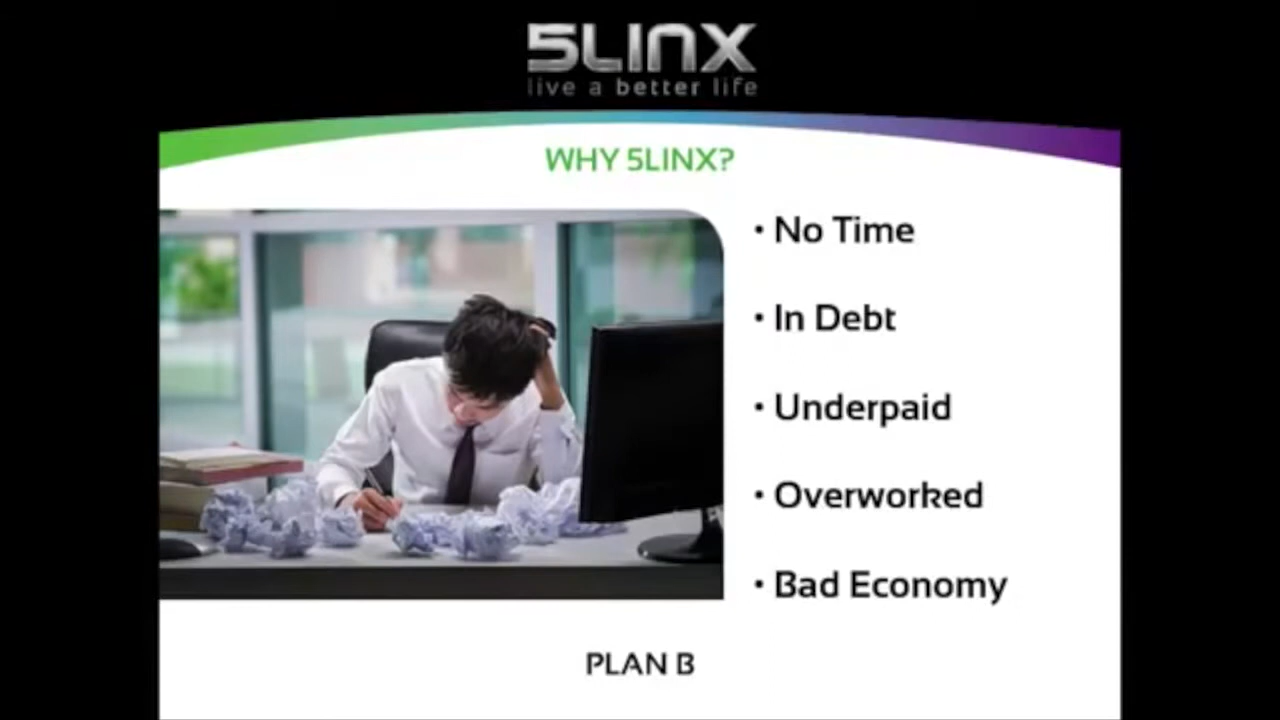 5LINX
live a better life
WHY 5LINX?
• No Time
• In Debt
• Underpaid
• Overworked
• Bad Economy
PLAN B